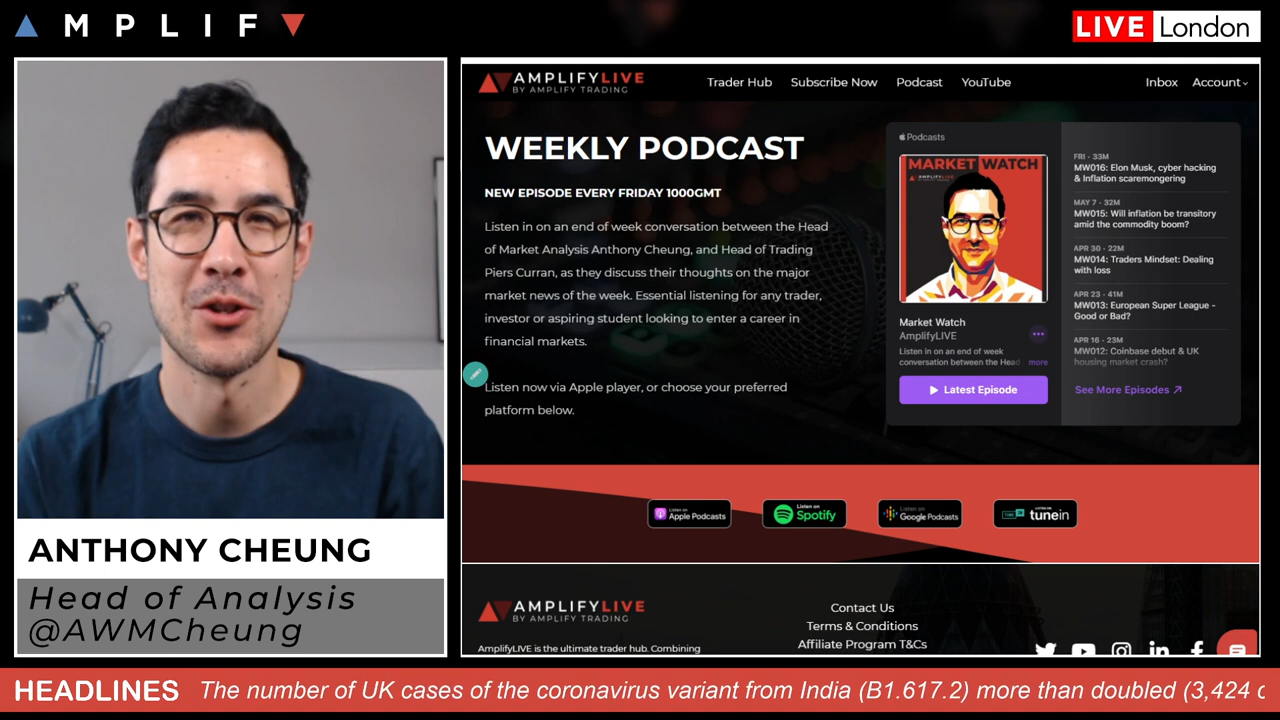 AMPLIFY
LIVE London
AMPLIFYLIVE
BY AMPLIFY TRADING
Trader Hub
Subscribe Now
Podcast
YouTube
Inbox
Account
WEEKLY PODCAST
NEW EPISODE EVERY FRIDAY 1000GMT
Listen in on an end of week conversation between the Head
of Market Analysis Anthony Cheung, and Head of Trading
Piers Curran, as they discuss their thoughts on the major
market news of the week. Essential listening for any trader,
investor or aspiring student looking to enter a career in
financial markets.
Listen now via Apple player, or choose your preferred
platform below.
Podcasts
MARKET WATCH
AMPLIFYLIVE
Market Watch
AmplifyLIVE
Listen in on an end of week
conversation between the Head more
Latest Episode
FRI · 33M
MW016: Elon Musk, cyber hacking
& Inflation scaremongering
MAY 7 · 32M
MW015: Will inflation be transitory
amid the commodity boom?
APR 30 · 22M
MW014: Traders Mindset: Dealing
with loss
APR 23 · 41M
MW013: European Super League -
Good or Bad?
APR 16 · 23M
MW012: Coinbase debut & UK
housing market crash?
See More Episodes
Listen on
Apple Podcasts
Listen on
Spotify
Listen on
Google Podcasts
Listen on
tunein
AMPLIFYLIVE
BY AMPLIFY TRADING
AmplifyLIVE is the ultimate trader hub. Combining
Contact Us
Terms & Conditions
Affiliate Program T&Cs
ANTHONY CHEUNG
Head of Analysis
@AWMCheung
HEADLINES The number of UK cases of the coronavirus variant from India (B1.617.2) more than doubled (3,424